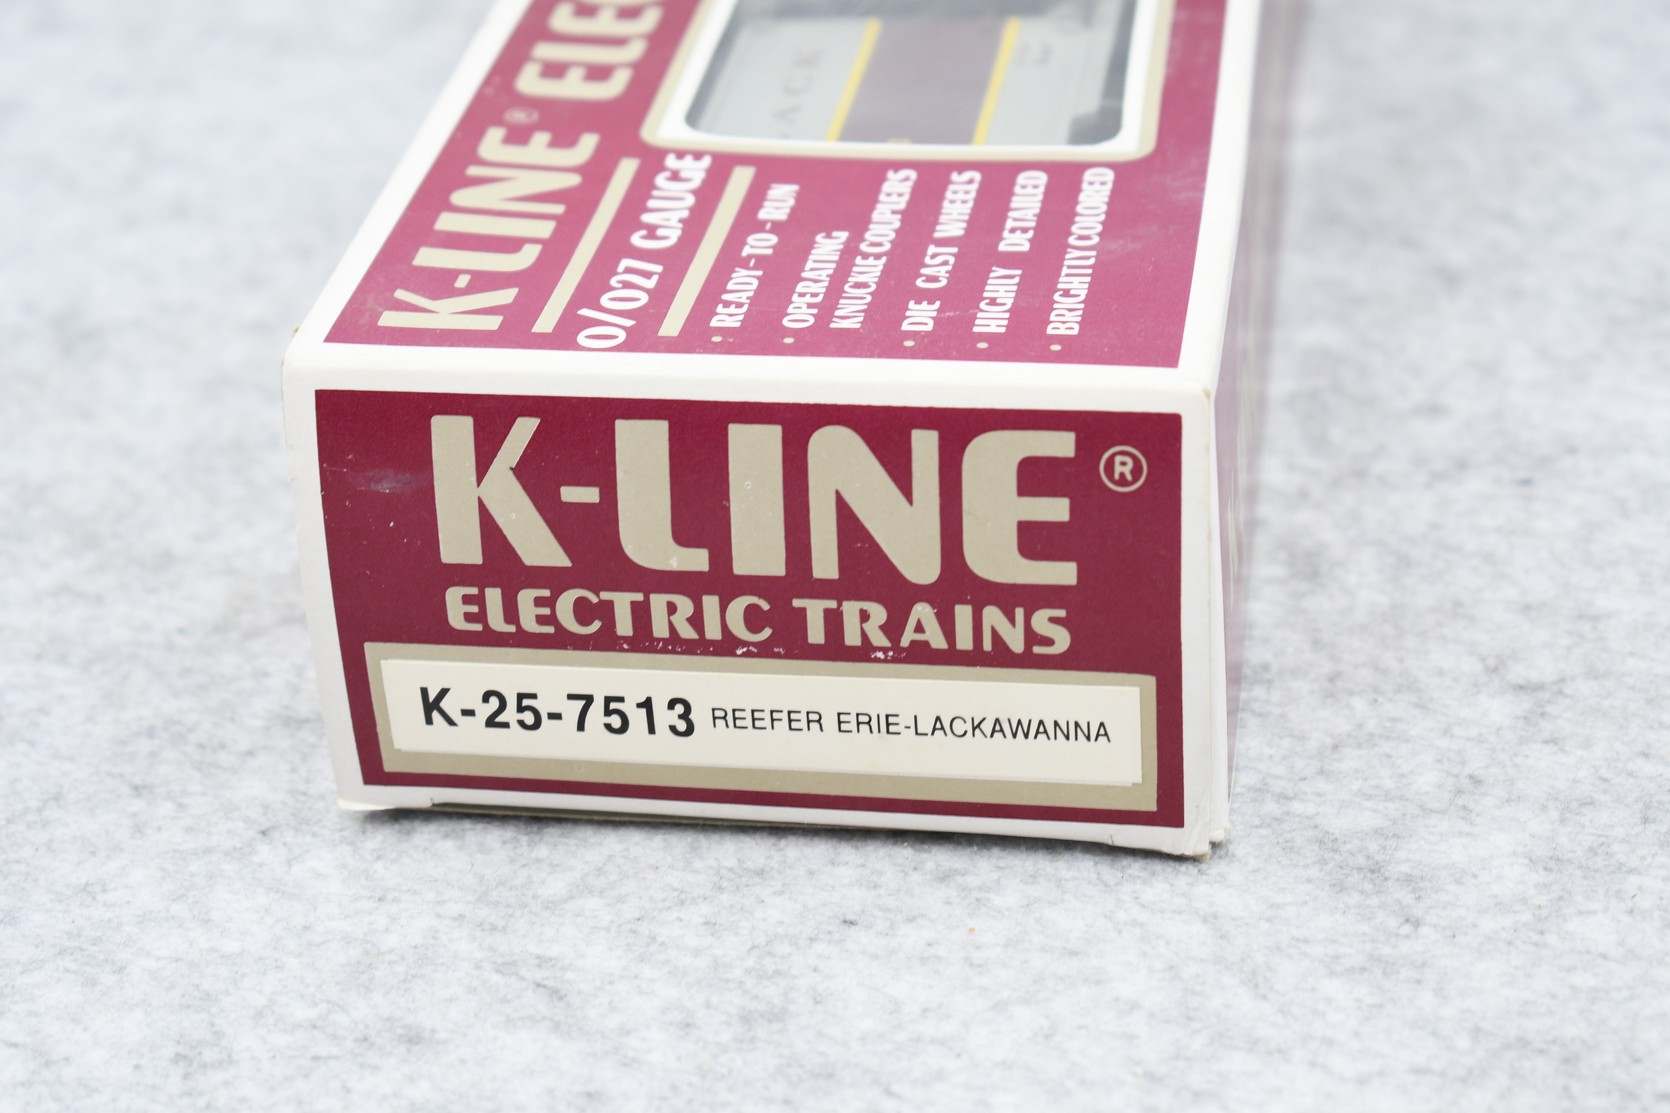 K-LINE® ELEC
O/O27 GAUGE
• READY-TO-RUN
• OPERATING
KNUCKLE COUPLERS
• DIE CAST WHEELS
• HIGHLY DETAILED
• BRIGHTLY COLORED
ACK
K-LINE®
ELECTRIC TRAINS
K-25-7513 REEFER ERIE-LACKAWANNA